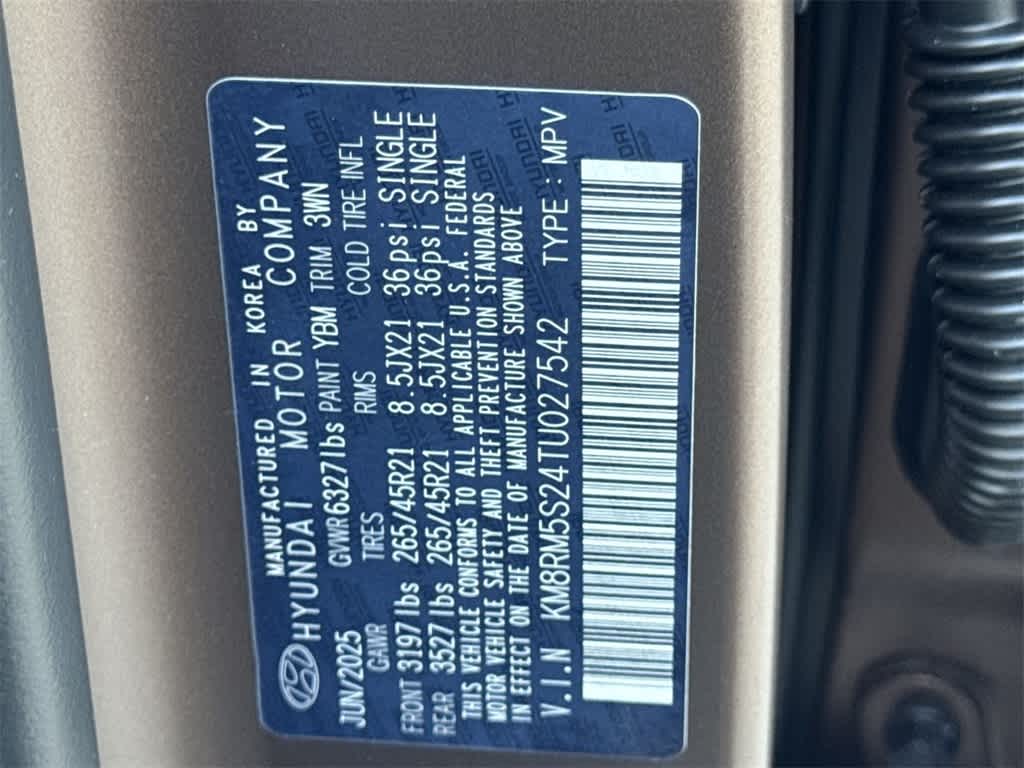 MANUFACTURED IN KOREA BY
HYUNDAI MOTOR COMPANY
JUN/2025 GVWR6327lbs PAINT YBM TRIM 3WN
GAWR TIRES RIMS COLD TIRE INFL
FRONT 3197lbs 265/45R21 8.5JX21 36psi SINGLE
REAR 3527lbs 265/45R21 8.5JX21 36psi SINGLE
THIS VEHICLE CONFORMS TO ALL APPLICABLE U.S.A. FEDERAL
MOTOR VEHICLE SAFETY AND THEFT PREVENTION STANDARDS
IN EFFECT ON THE DATE OF MANUFACTURE SHOWN ABOVE
V.I.N KM8RM5S24TU027542 TYPE:MPV